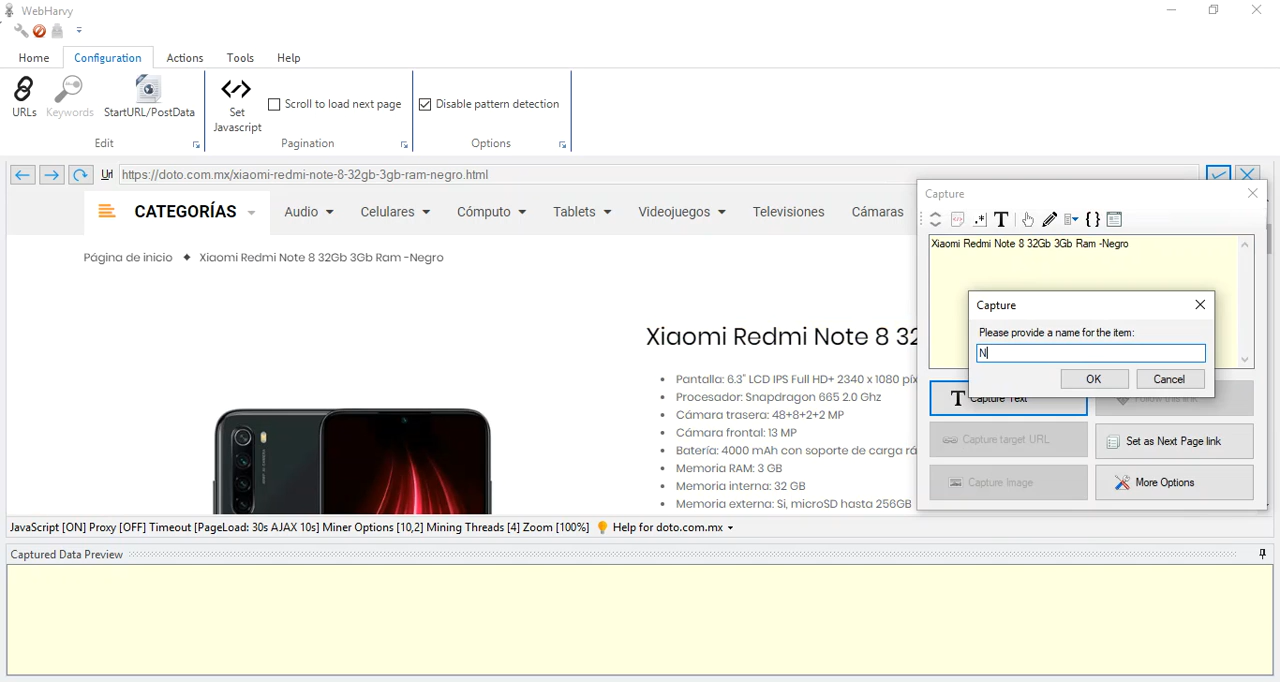 WebHarvy
Home Configuration Actions Tools Help
URLs Keywords StartURL/PostData
Edit
Set Javascript
Scroll to load next page
Pagination
Disable pattern detection
Options
Url https://doto.com.mx/xiaomi-redmi-note-8-32gb-3gb-ram-negro.html
CATEGORÍAS Audio Celulares Cómputo Tablets Videojuegos Televisiones Cámaras
Página de inicio ◆ Xiaomi Redmi Note 8 32Gb 3Gb Ram -Negro
Xiaomi Redmi Note 8 32
• Pantalla: 6.3" LCD IPS Full HD+ 2340 x 1080 píx
• Procesador: Snapdragon 665 2.0 Ghz
• Cámara trasera: 48+8+2+2 MP
• Cámara frontal: 13 MP
• Batería: 4000 mAh con soporte de carga rá
• Memoria RAM: 3 GB
• Memoria interna: 32 GB
• Memoria externa: Si, microSD hasta 256GB
Capture
Xiaomi Redmi Note 8 32Gb 3Gb Ram -Negro
Capture
Please provide a name for the item:
N
OK Cancel
Capture Text Follow this link
Capture target URL Set as Next Page link
Capture Image More Options
JavaScript [ON] Proxy [OFF] Timeout [PageLoad: 30s AJAX 10s] Miner Options [10,2] Mining Threads [4] Zoom [100%] Help for doto.com.mx
Captured Data Preview